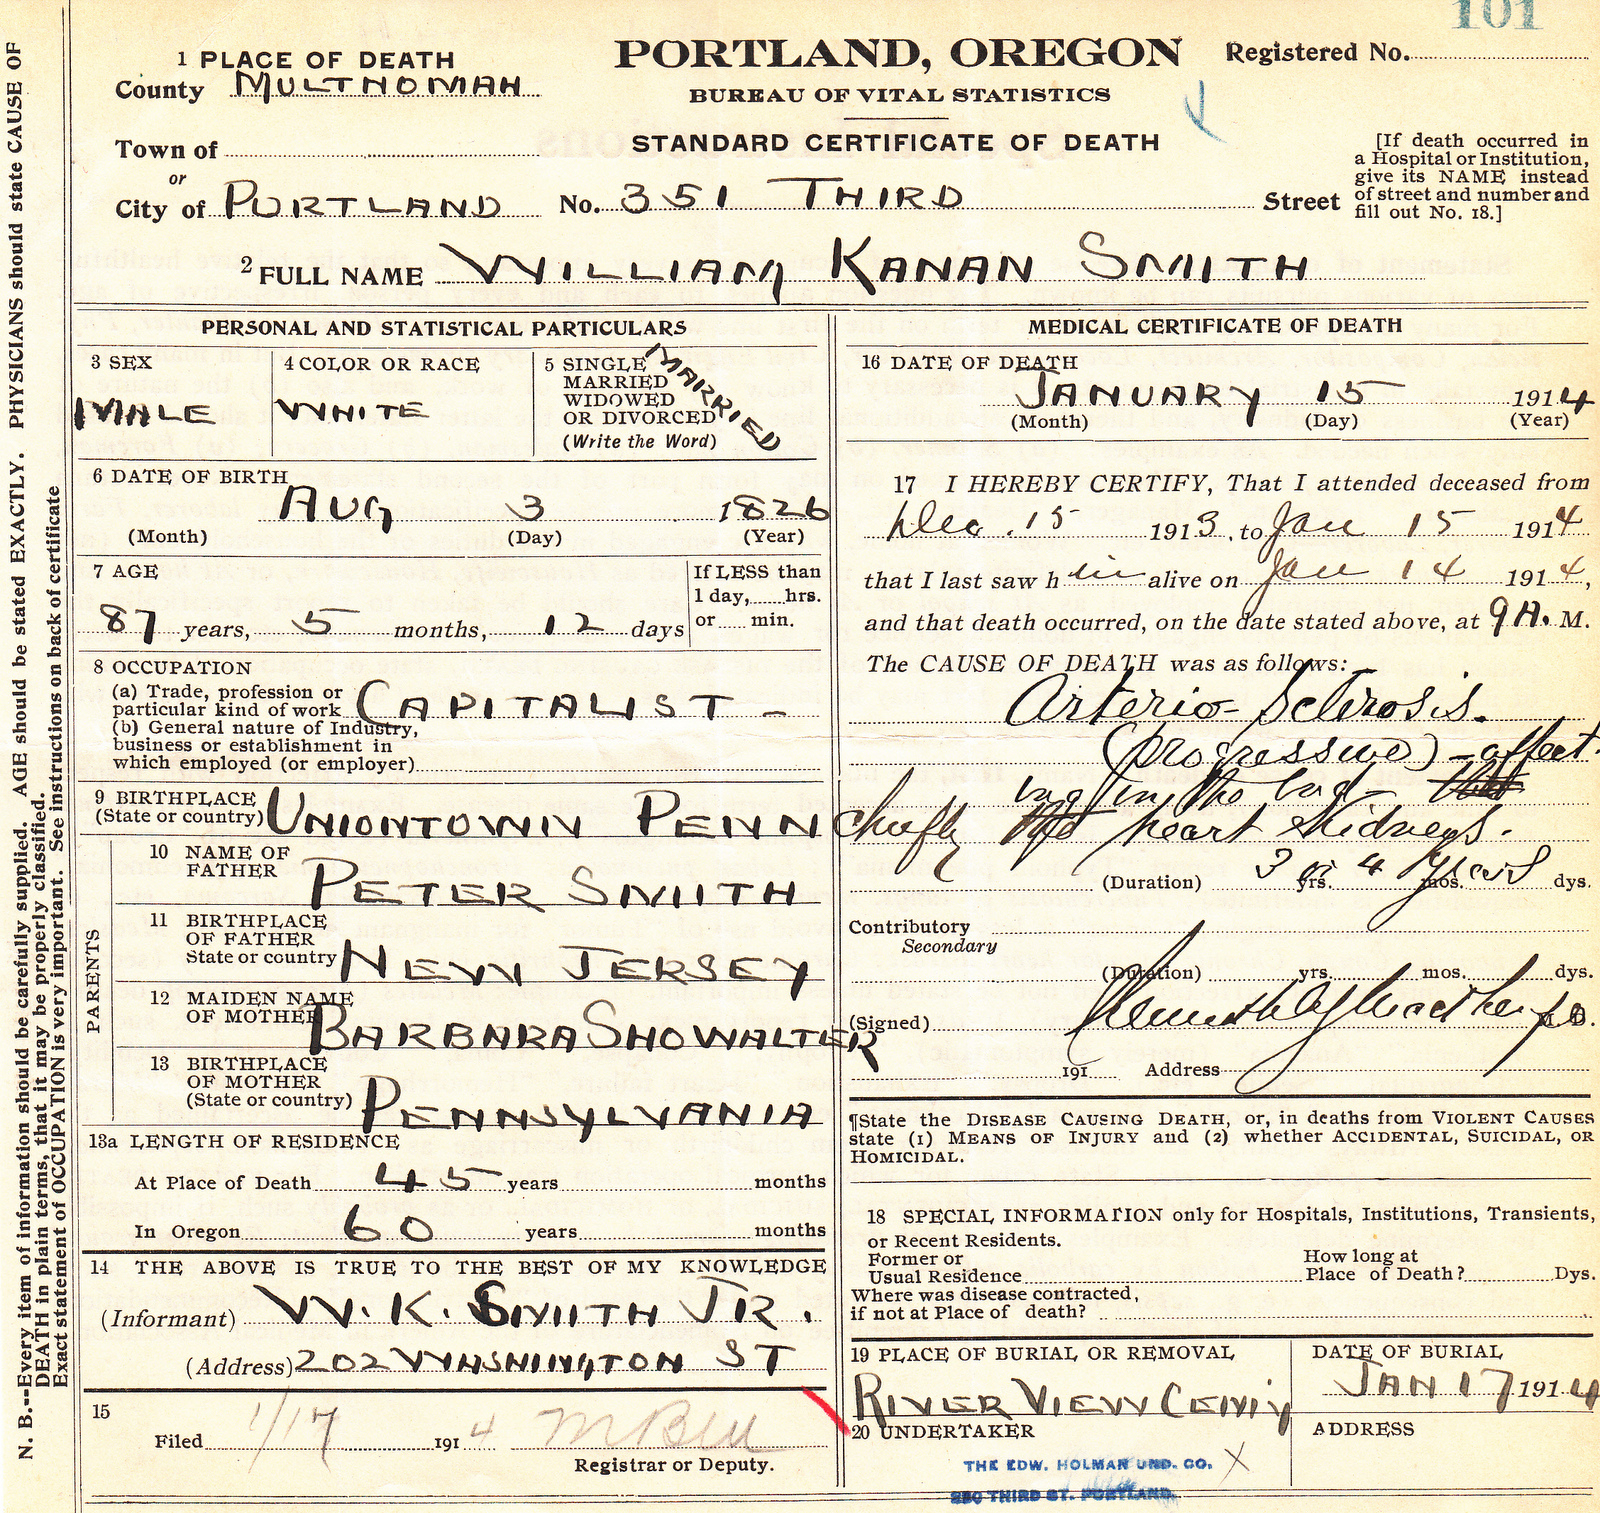 101
1 PLACE OF DEATH
PORTLAND, OREGON
Registered No.
County MULTNOMAH
BUREAU OF VITAL STATISTICS
STANDARD CERTIFICATE OF DEATH
Town of
or
City of PORTLAND No. 351 THIRD Street
[If death occurred in
a Hospital or Institution,
give its NAME instead
of street and number and
fill out No. 18.]
2 FULL NAME WILLIAM KANAN SMITH
PERSONAL AND STATISTICAL PARTICULARS
3 SEX
MALE
4 COLOR OR RACE
WHITE
5 SINGLE
MARRIED
WIDOWED
OR DIVORCED
(Write the Word)
MARRIED
6 DATE OF BIRTH
AUG 3 1826
(Month) (Day) (Year)
7 AGE
87 years, 5 months, 12 days
If LESS than
1 day,......hrs.
or...... min.
8 OCCUPATION
(a) Trade, profession or
particular kind of work CAPITALIST -
(b) General nature of Industry,
business or establishment in
which employed (or employer)
9 BIRTHPLACE
(State or country) UNIONTOWN PENN
PARENTS
10 NAME OF
FATHER PETER SMITH
11 BIRTHPLACE
OF FATHER
State or country NEW JERSEY
12 MAIDEN NAME
OF MOTHER BARBARA SHOWALTER
13 BIRTHPLACE
OF MOTHER
(State or country) PENNSYLVANIA
13a LENGTH OF RESIDENCE
At Place of Death 45 years months
In Oregon 60 years months
14 THE ABOVE IS TRUE TO THE BEST OF MY KNOWLEDGE
(Informant) W. K. SMITH JR.
(Address) 202 WASHINGTON ST
15
Filed 1/17 1914
Registrar or Deputy.
MEDICAL CERTIFICATE OF DEATH
16 DATE OF DEATH
JANUARY 15 1914
(Month) (Day) (Year)
17 I HEREBY CERTIFY, That I attended deceased from
Dec. 15 1913, to Jan 15 1914
that I last saw him alive on Jan 14 1914,
and that death occurred, on the date stated above, at 9 A. M.
The CAUSE OF DEATH was as follows:
Arterio-Sclerosis.
(progressive) - affect
chiefly heart & kidneys.
(Duration) 3 or 4 years yrs. mos. dys.
Contributory
Secondary
(Duration) yrs. mos. dys.
(Signed) M. D.
191 Address
¶State the DISEASE CAUSING DEATH, or, in deaths from VIOLENT CAUSES
state (1) MEANS OF INJURY and (2) whether ACCIDENTAL, SUICIDAL, OR
HOMICIDAL.
18 SPECIAL INFORMATION only for Hospitals, Institutions, Transients,
or Recent Residents.
Former or
Usual Residence
How long at
Place of Death? Dys.
Where was disease contracted,
if not at Place of death?
19 PLACE OF BURIAL OR REMOVAL
RIVER VIEW CEM'Y
DATE OF BURIAL
JAN 17 1914
20 UNDERTAKER
THE EDW. HOLMAN UND. CO. X
THIRD ST. PORTLAND.
ADDRESS
N. B.--Every item of information should be carefully supplied. AGE should be stated EXACTLY. PHYSICIANS should state CAUSE OF
DEATH in plain terms, that it may be properly classified.
Exact statement of OCCUPATION is very important. See instructions on back of certificate